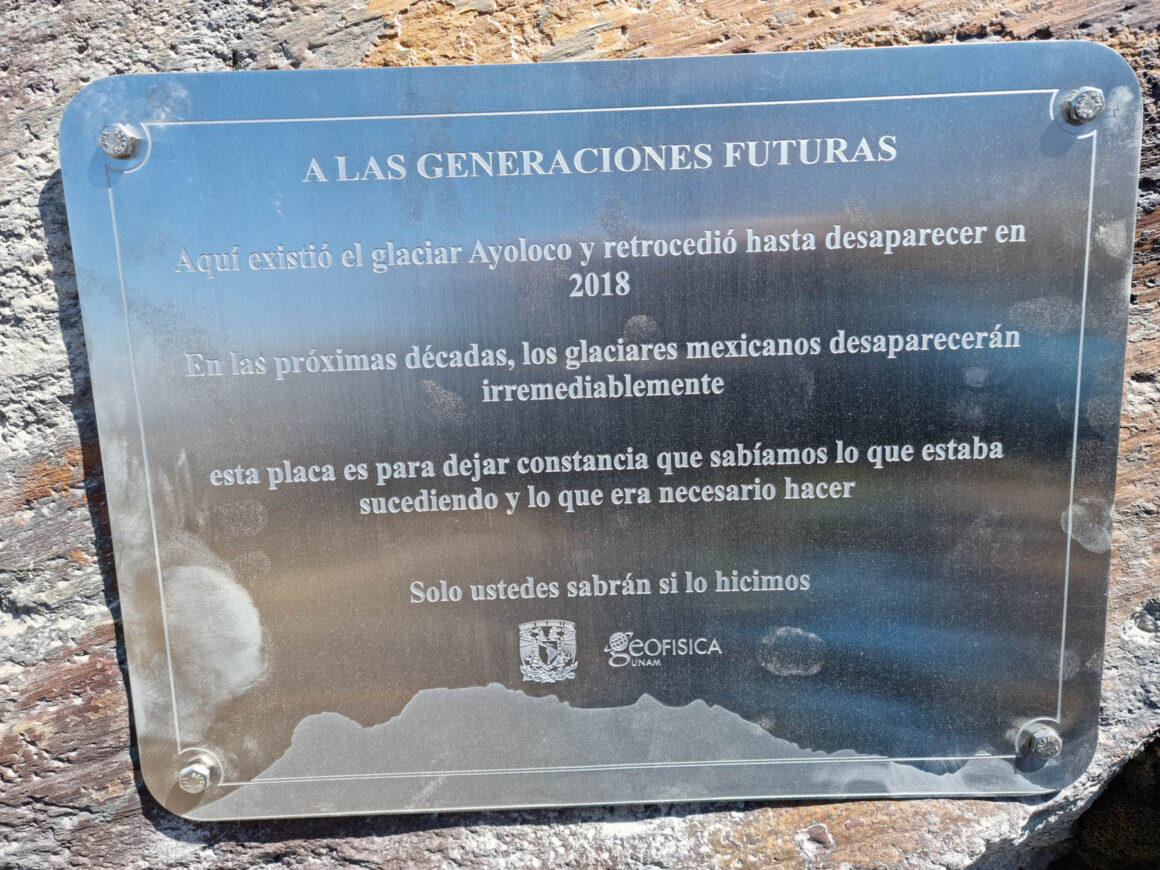 A LAS GENERACIONES FUTURAS
Aquí existió el glaciar Ayoloco y retrocedió hasta desaparecer en
2018
En las próximas décadas, los glaciares mexicanos desaparecerán
irremediablemente
esta placa es para dejar constancia que sabíamos lo que estaba
sucediendo y lo que era necesario hacer
Solo ustedes sabrán si lo hicimos
GEOFISICA
UNAM